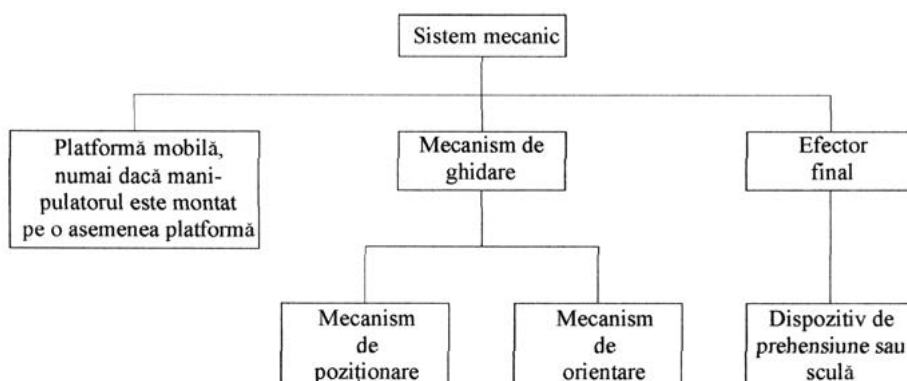 Sistem mecanic
Platformă mobilă,
numai dacă mani-
pulatorul este montat
pe o asemenea platformă
Mecanism de
ghidare
Efector
final
Mecanism
de
poziționare
Mecanism
de
orientare
Dispozitiv de
prehensiune sau
sculă